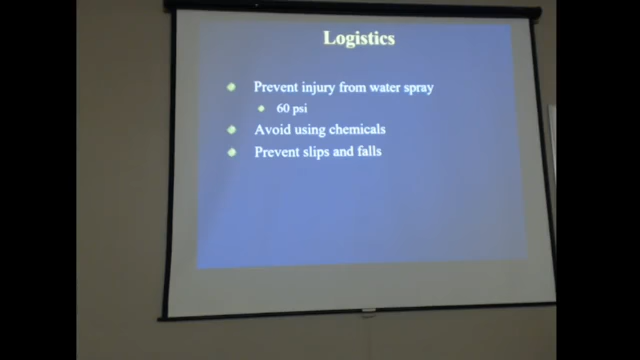 Logistics
Prevent injury from water spray
60 psi
Avoid using chemicals
Prevent slips and falls